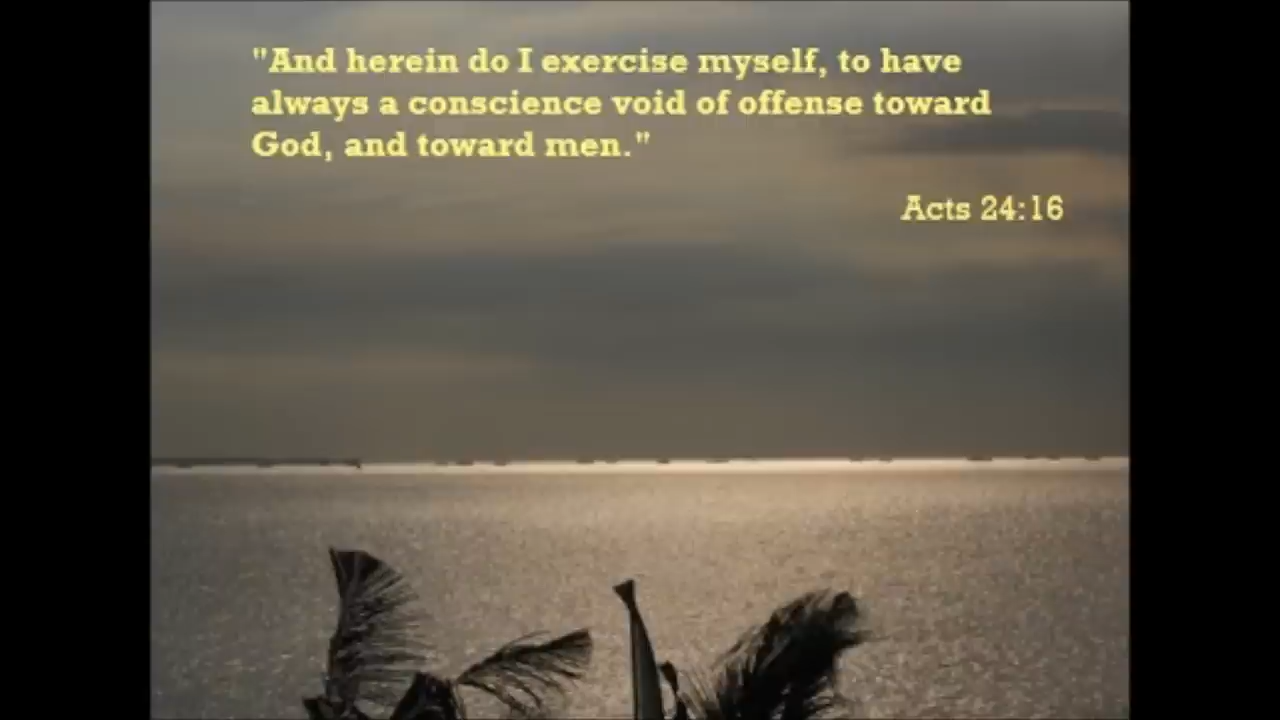 "And herein do I exercise myself, to have
always a conscience void of offense toward
God, and toward men."
Acts 24:16